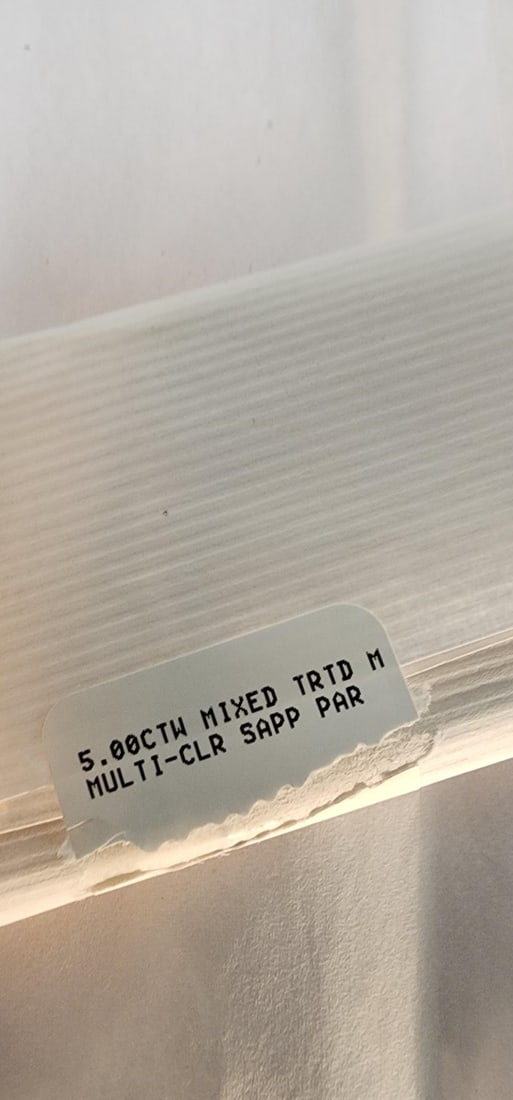 5.00CTW MIXED TRTD M
MULTI-CLR SAPP PAR